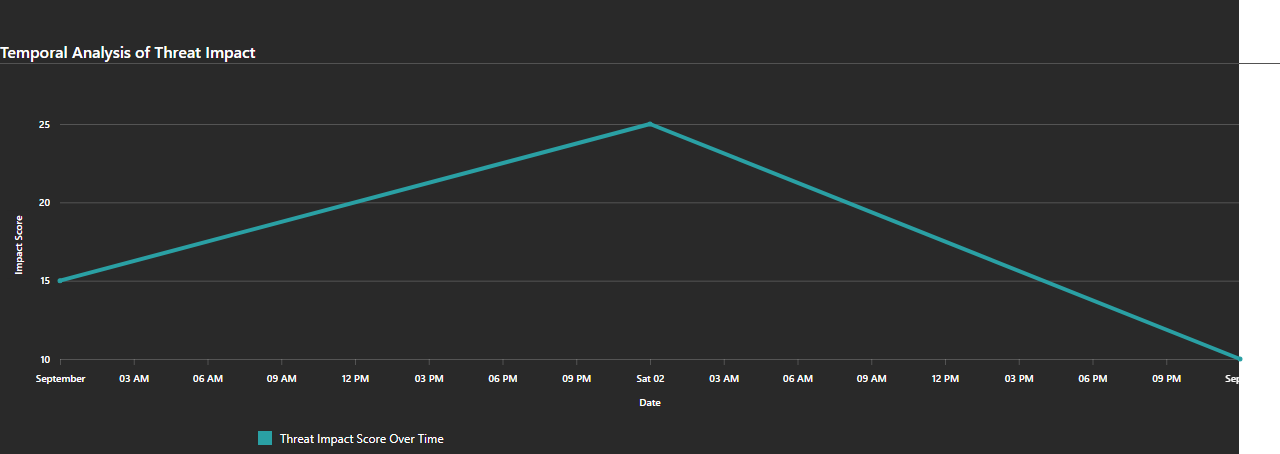 Temporal Analysis of Threat Impact
25
20
15
10
Impact Score
September 03 AM 06 AM 09 AM 12 PM 03 PM 06 PM 09 PM Sat 02 03 AM 06 AM 09 AM 12 PM 03 PM 06 PM 09 PM Sep
Date
Threat Impact Score Over Time